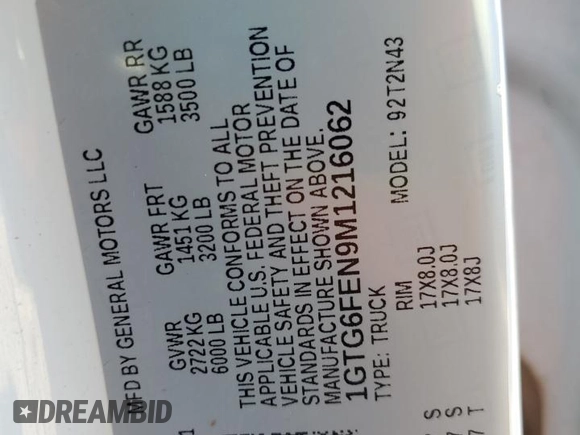 MFD BY GENERAL MOTORS LLC
GVWR GAWR FRT GAWR RR
2722 KG 1451 KG 1588 KG
6000 LB 3200 LB 3500 LB
THIS VEHICLE CONFORMS TO ALL
APPLICABLE U.S. FEDERAL MOTOR
VEHICLE SAFETY AND THEFT PREVENTION
STANDARDS IN EFFECT ON THE DATE OF
MANUFACTURE SHOWN ABOVE.
1GTG6FEN9M1216062
TYPE: TRUCK MODEL: 92T2N43
RIM
S 17X8.0J
S 17X8.0J
T 17X8J
DREAMBID